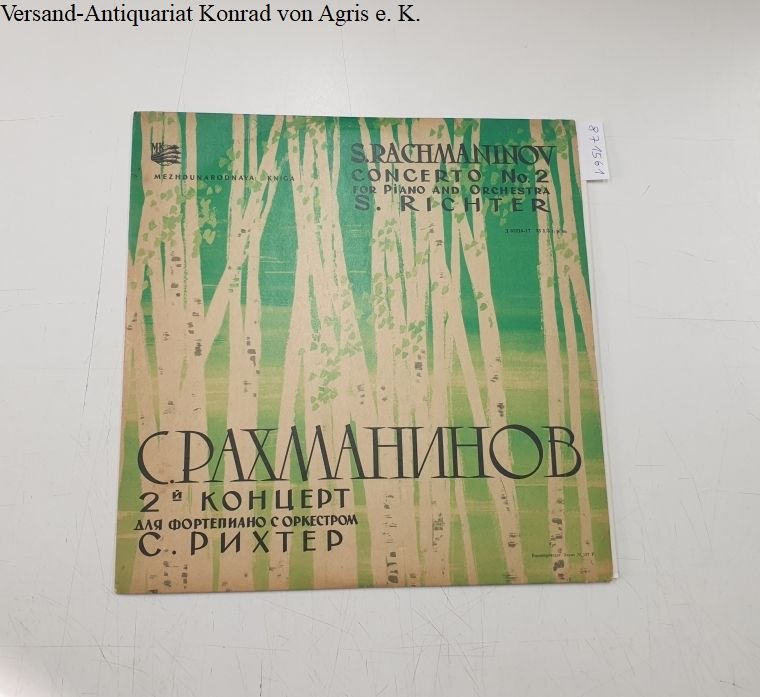 Versand-Antiquariat Konrad von Agris e. K.
871561
MK
MEZHDUNARODNAYA KNIGA
S. RACHMANINOV
CONCERTO No. 2
FOR PIANO AND ORCHESTRA
S. RICHTER
С. РАХМАНИНОВ
2й КОНЦЕРТ
ДЛЯ ФОРТЕПИАНО С ОРКЕСТРОМ
С. РИХТЕР